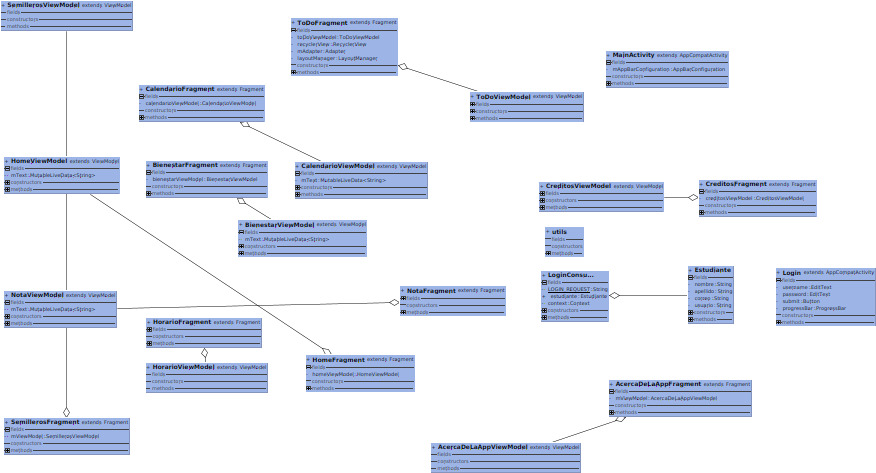 SemillerosViewModel extends ViewModel
fields
constructors
methods
ToDoFragment extends Fragment
fields
toDoViewModel : ToDoViewModel
recyclerView : RecyclerView
mAdapter : Adapter
layoutManager : LayoutManager
constructors
methods
MainActivity extends AppCompatActivity
fields
mAppBarConfiguration : AppBarConfiguration
constructors
methods
CalendarioFragment extends Fragment
fields
calendarioViewModel : CalendarioViewModel
constructors
methods
ToDoViewModel extends ViewModel
fields
constructors
methods
HomeViewModel extends ViewModel
fields
mText : MutableLiveData<String>
constructors
methods
BienestarFragment extends Fragment
fields
bienestarViewModel : BienestarViewModel
constructors
methods
CalendarioViewModel extends ViewModel
fields
mText : MutableLiveData<String>
constructors
methods
CreditosViewModel extends ViewModel
fields
constructors
methods
CreditosFragment extends Fragment
fields
creditosViewModel : CreditosViewModel
constructors
methods
BienestarViewModel extends ViewModel
fields
mText : MutableLiveData<String>
constructors
methods
utils
fields
constructors
methods
LoginConsu...
fields
LOGIN_REQUEST : String
estudiante : Estudiante
context : Context
constructors
methods
Estudiante
fields
nombre : String
apellido : String
correo : String
usuario : String
constructors
methods
Login extends AppCompatActivity
fields
username : EditText
password : EditText
submit : Button
progressBar : ProgressBar
constructors
methods
NotaViewModel extends ViewModel
fields
mText : MutableLiveData<String>
constructors
methods
NotaFragment extends Fragment
fields
constructors
methods
HorarioFragment extends Fragment
fields
constructors
methods
HorarioViewModel extends ViewModel
fields
constructors
methods
HomeFragment extends Fragment
fields
homeViewModel : HomeViewModel
constructors
methods
AcercaDeLaAppFragment extends Fragment
fields
mViewModel : AcercaDeLaAppViewModel
constructors
methods
SemillerosFragment extends Fragment
fields
mViewModel : SemillerosViewModel
constructors
methods
AcercaDeLaAppViewModel extends ViewModel
fields
constructors
methods